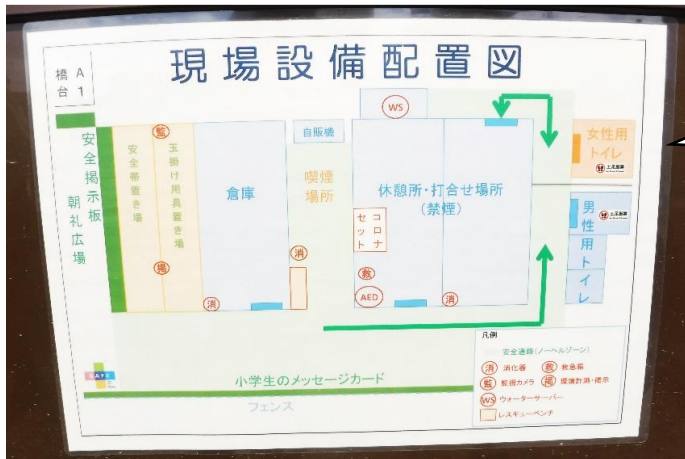 現場設備配置図
橋 A
台 1
WS
自販機
女性用
トイレ
監
安全掲示板
朝礼広場
安全帯置き場
玉掛け用具置き場
倉庫
喫煙
場所
休憩所・打合せ場所
(禁煙)
コロナ
セット
男性用トイレ
掲
消
消
救
AED
消
凡例
安全通路(ノーヘルゾーン)
消 消化器
救 救急箱
監 監視カメラ
掲 環境計測・掲示
WS ウォーターサーバー
レスキューベンチ
小学生のメッセージカード
フェンス